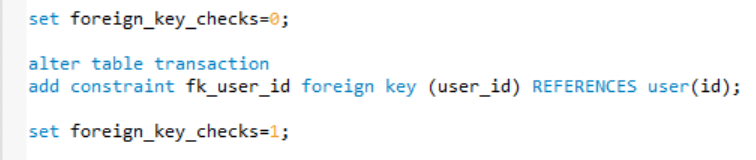 set foreign_key_checks=0;
alter table transaction
add constraint fk_user_id foreign key (user_id) REFERENCES user(id);
set foreign_key_checks=1;